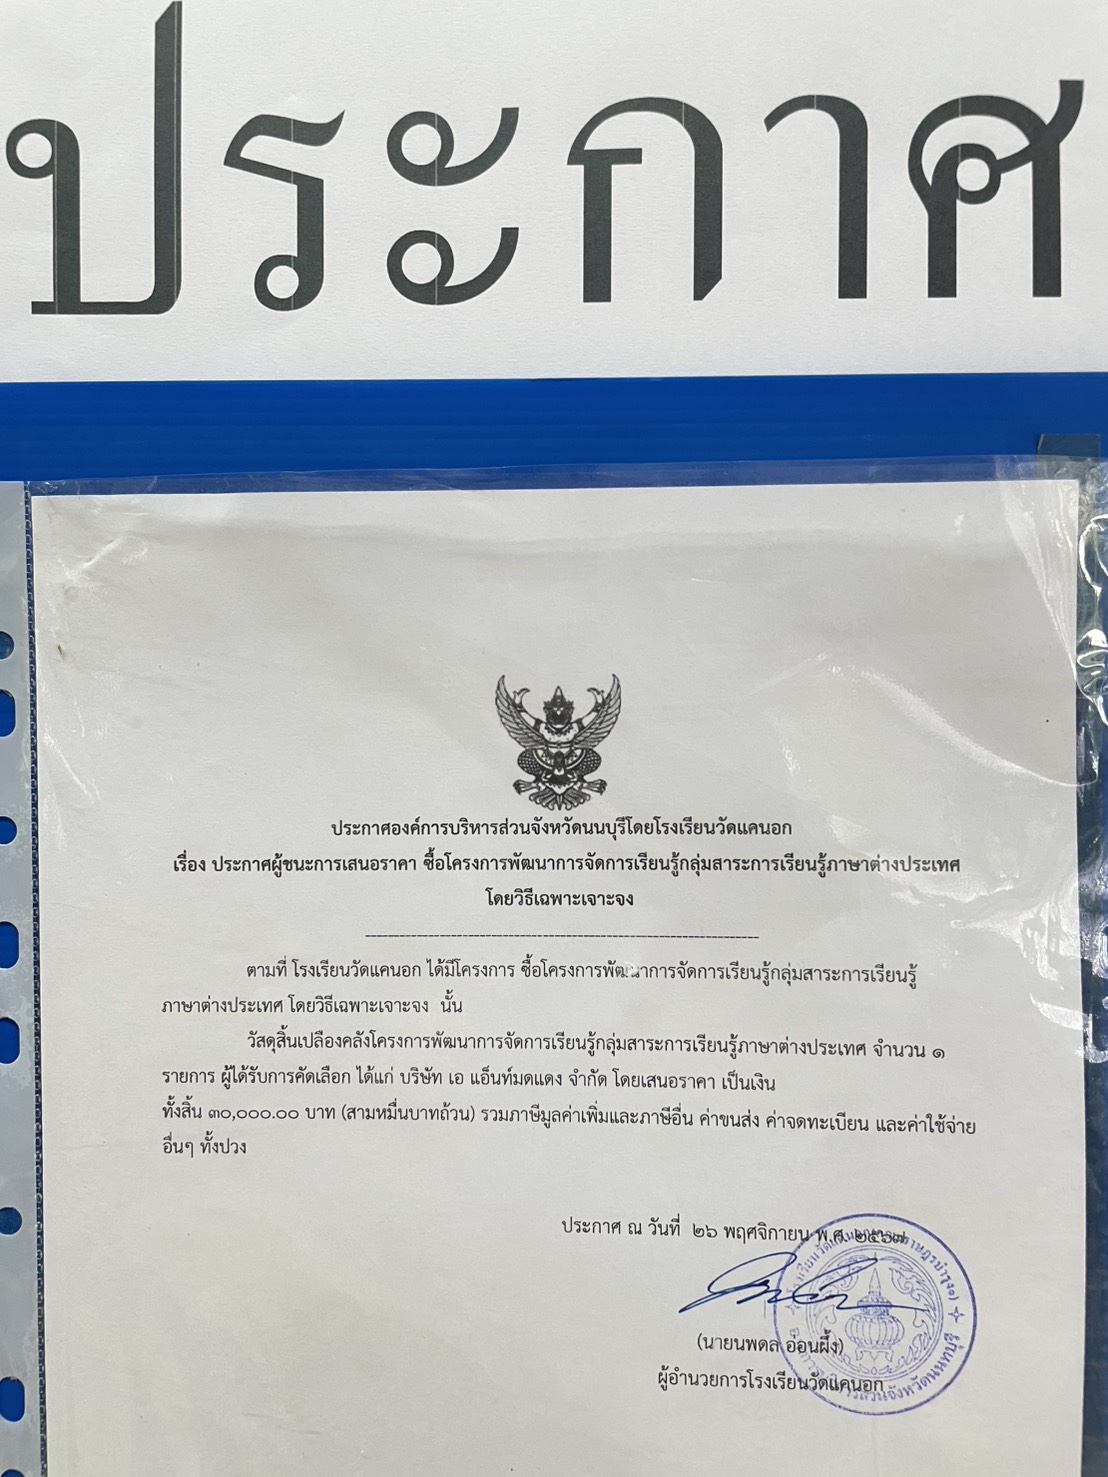 ประกาศ
ประกาศองค์การบริหารส่วนจังหวัดนนบุรีโดยโรงเรียนวัดแคนอก
เรื่อง ประกาศผู้ชนะการเสนอราคา ซื้อโครงการพัฒนาการจัดการเรียนรู้กลุ่มสาระการเรียนรู้ภาษาต่างประเทศ
โดยวิธีเฉพาะเจาะจง
ตามที่ โรงเรียนวัดแคนอก ได้มีโครงการ ซื้อโครงการพัฒนาการจัดการเรียนรู้กลุ่มสาระการเรียนรู้
ภาษาต่างประเทศ โดยวิธีเฉพาะเจาะจง นั้น
วัสดุสิ้นเปลืองคลังโครงการพัฒนาการจัดการเรียนรู้กลุ่มสาระการเรียนรู้ภาษาต่างประเทศ จำนวน ๑
รายการ ผู้ได้รับการคัดเลือก ได้แก่ บริษัท เอ แอ็นท์มดแดง จำกัด โดยเสนอราคา เป็นเงิน
ทั้งสิ้น ๓๐,๐๐๐.๐๐ บาท (สามหมื่นบาทถ้วน) รวมภาษีมูลค่าเพิ่มและภาษีอื่น ค่าขนส่ง ค่าจดทะเบียน และค่าใช้จ่าย
อื่นๆ ทั้งปวง
ประกาศ ณ วันที่ ๒๖ พฤศจิกายน พ.ศ. ๒๕๖๗
(นายนพดล อ่อนผึ้ง)
ผู้อำนวยการโรงเรียนวัดแคนอก